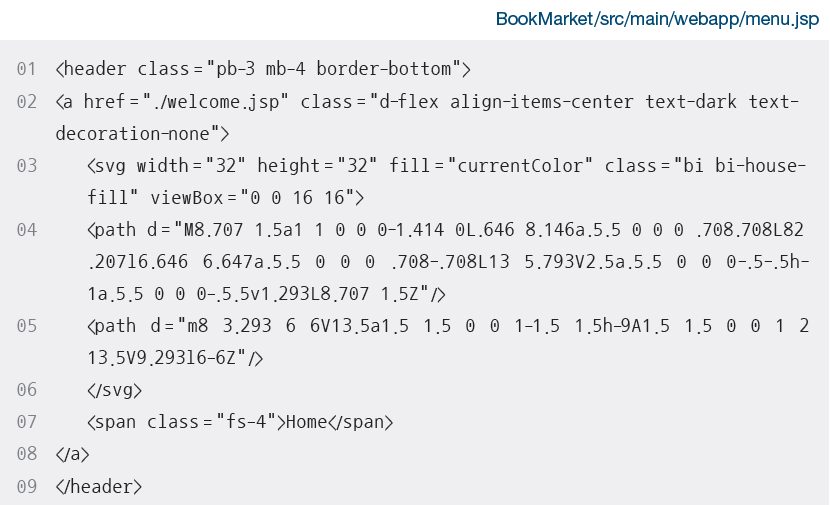 BookMarket/src/main/webapp/menu.jsp
01 <header class="pb-3 mb-4 border-bottom">
02 <a href="./welcome.jsp" class="d-flex align-items-center text-dark text-
decoration-none">
03 <svg width="32" height="32" fill="currentColor" class="bi bi-house-
fill" viewBox="0 0 16 16">
04 <path d="M8.707 1.5a1 1 0 0 0-1.414 0L.646 8.146a.5.5 0 0 0 .708.708L82
.207l6.646 6.647a.5.5 0 0 0 .708-.708L13 5.793V2.5a.5.5 0 0 0-.5-.5h-
1a.5.5 0 0 0-.5.5v1.293L8.707 1.5Z"/>
05 <path d="m8 3.293 6 6V13.5a1.5 1.5 0 0 1-1.5 1.5h-9A1.5 1.5 0 0 1 2
13.5V9.293l6-6Z"/>
06 </svg>
07 <span class="fs-4">Home</span>
08 </a>
09 </header>